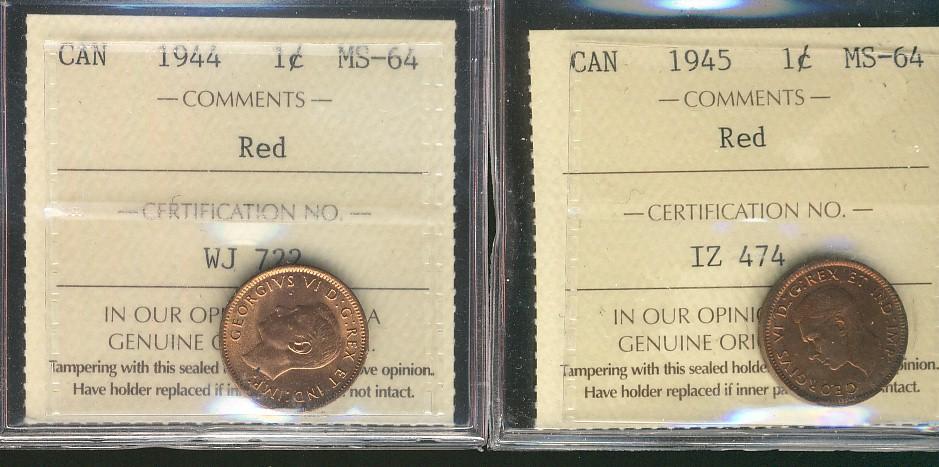 CAN 1944 1¢ MS-64
— COMMENTS —
Red
— CERTIFICATION NO. —
WJ 722
IN OUR OPI A
GENUINE
Tampering with this sealed ve opinion.
Have holder replaced if in not intact.
GEORGIVS VI D:G:REX ET IND:IMP:
CAN 1945 1¢ MS-64
— COMMENTS —
Red
— CERTIFICATION NO. —
IZ 474
IN OUR OPINI
GENUINE ORI
Tampering with this sealed holde pinion.
Have holder replaced if inner pa ntact.
GEORGIVS VI D:G:REX ET IND:IMP: